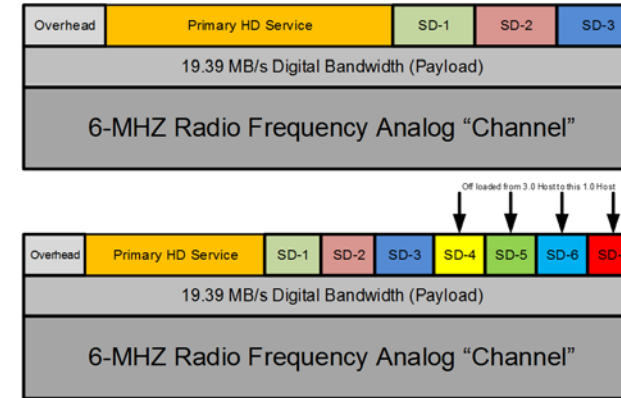 Overhead Primary HD Service SD-1 SD-2 SD-3
19.39 MB/s Digital Bandwidth (Payload)
6-MHZ Radio Frequency Analog “Channel”
Off loaded from 3.0 Host to this 1.0 Host
Overhead Primary HD Service SD-1 SD-2 SD-3 SD-4 SD-5 SD-6 SD-
19.39 MB/s Digital Bandwidth (Payload)
6-MHZ Radio Frequency Analog “Channel”